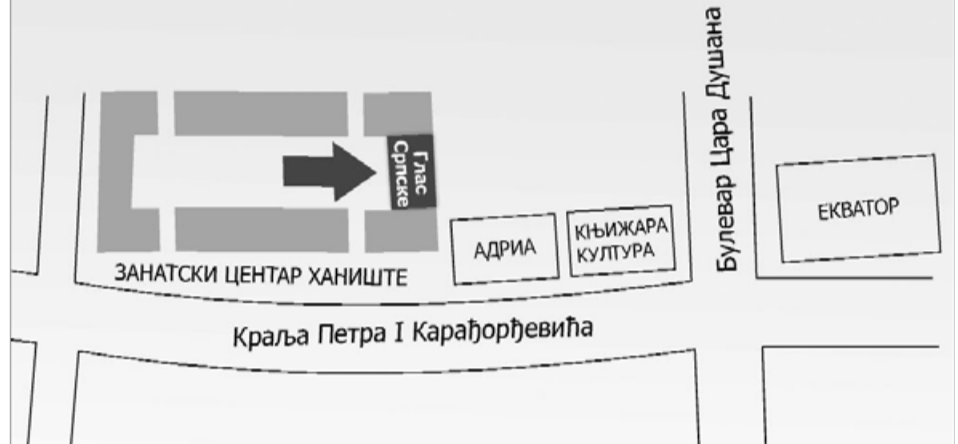 Булевар Цара Душана
Глас
Српске
ЕКВАТОР
КЊИЖАРА
КУЛТУРА
АДРИА
ЗАНАТСКИ ЦЕНТАР ХАНИШТЕ
Краља Петра I Карађорђевића